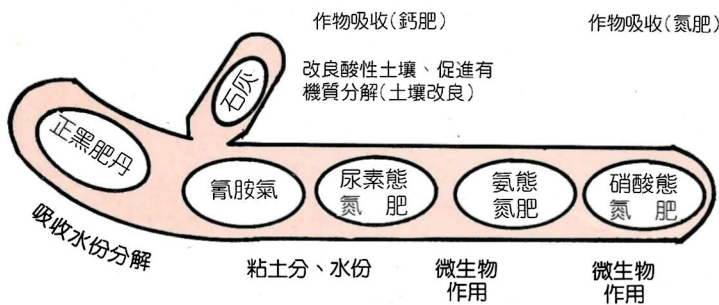 作物吸收(鈣肥)
作物吸收(氮肥)
石灰
改良酸性土壤、促進有
機質分解(土壤改良)
正黑肥丹
氰胺氣
尿素態
氮 肥
氨態
氮肥
硝酸態
氮 肥
吸收水份分解
粘土分、水份
微生物
作用
微生物
作用